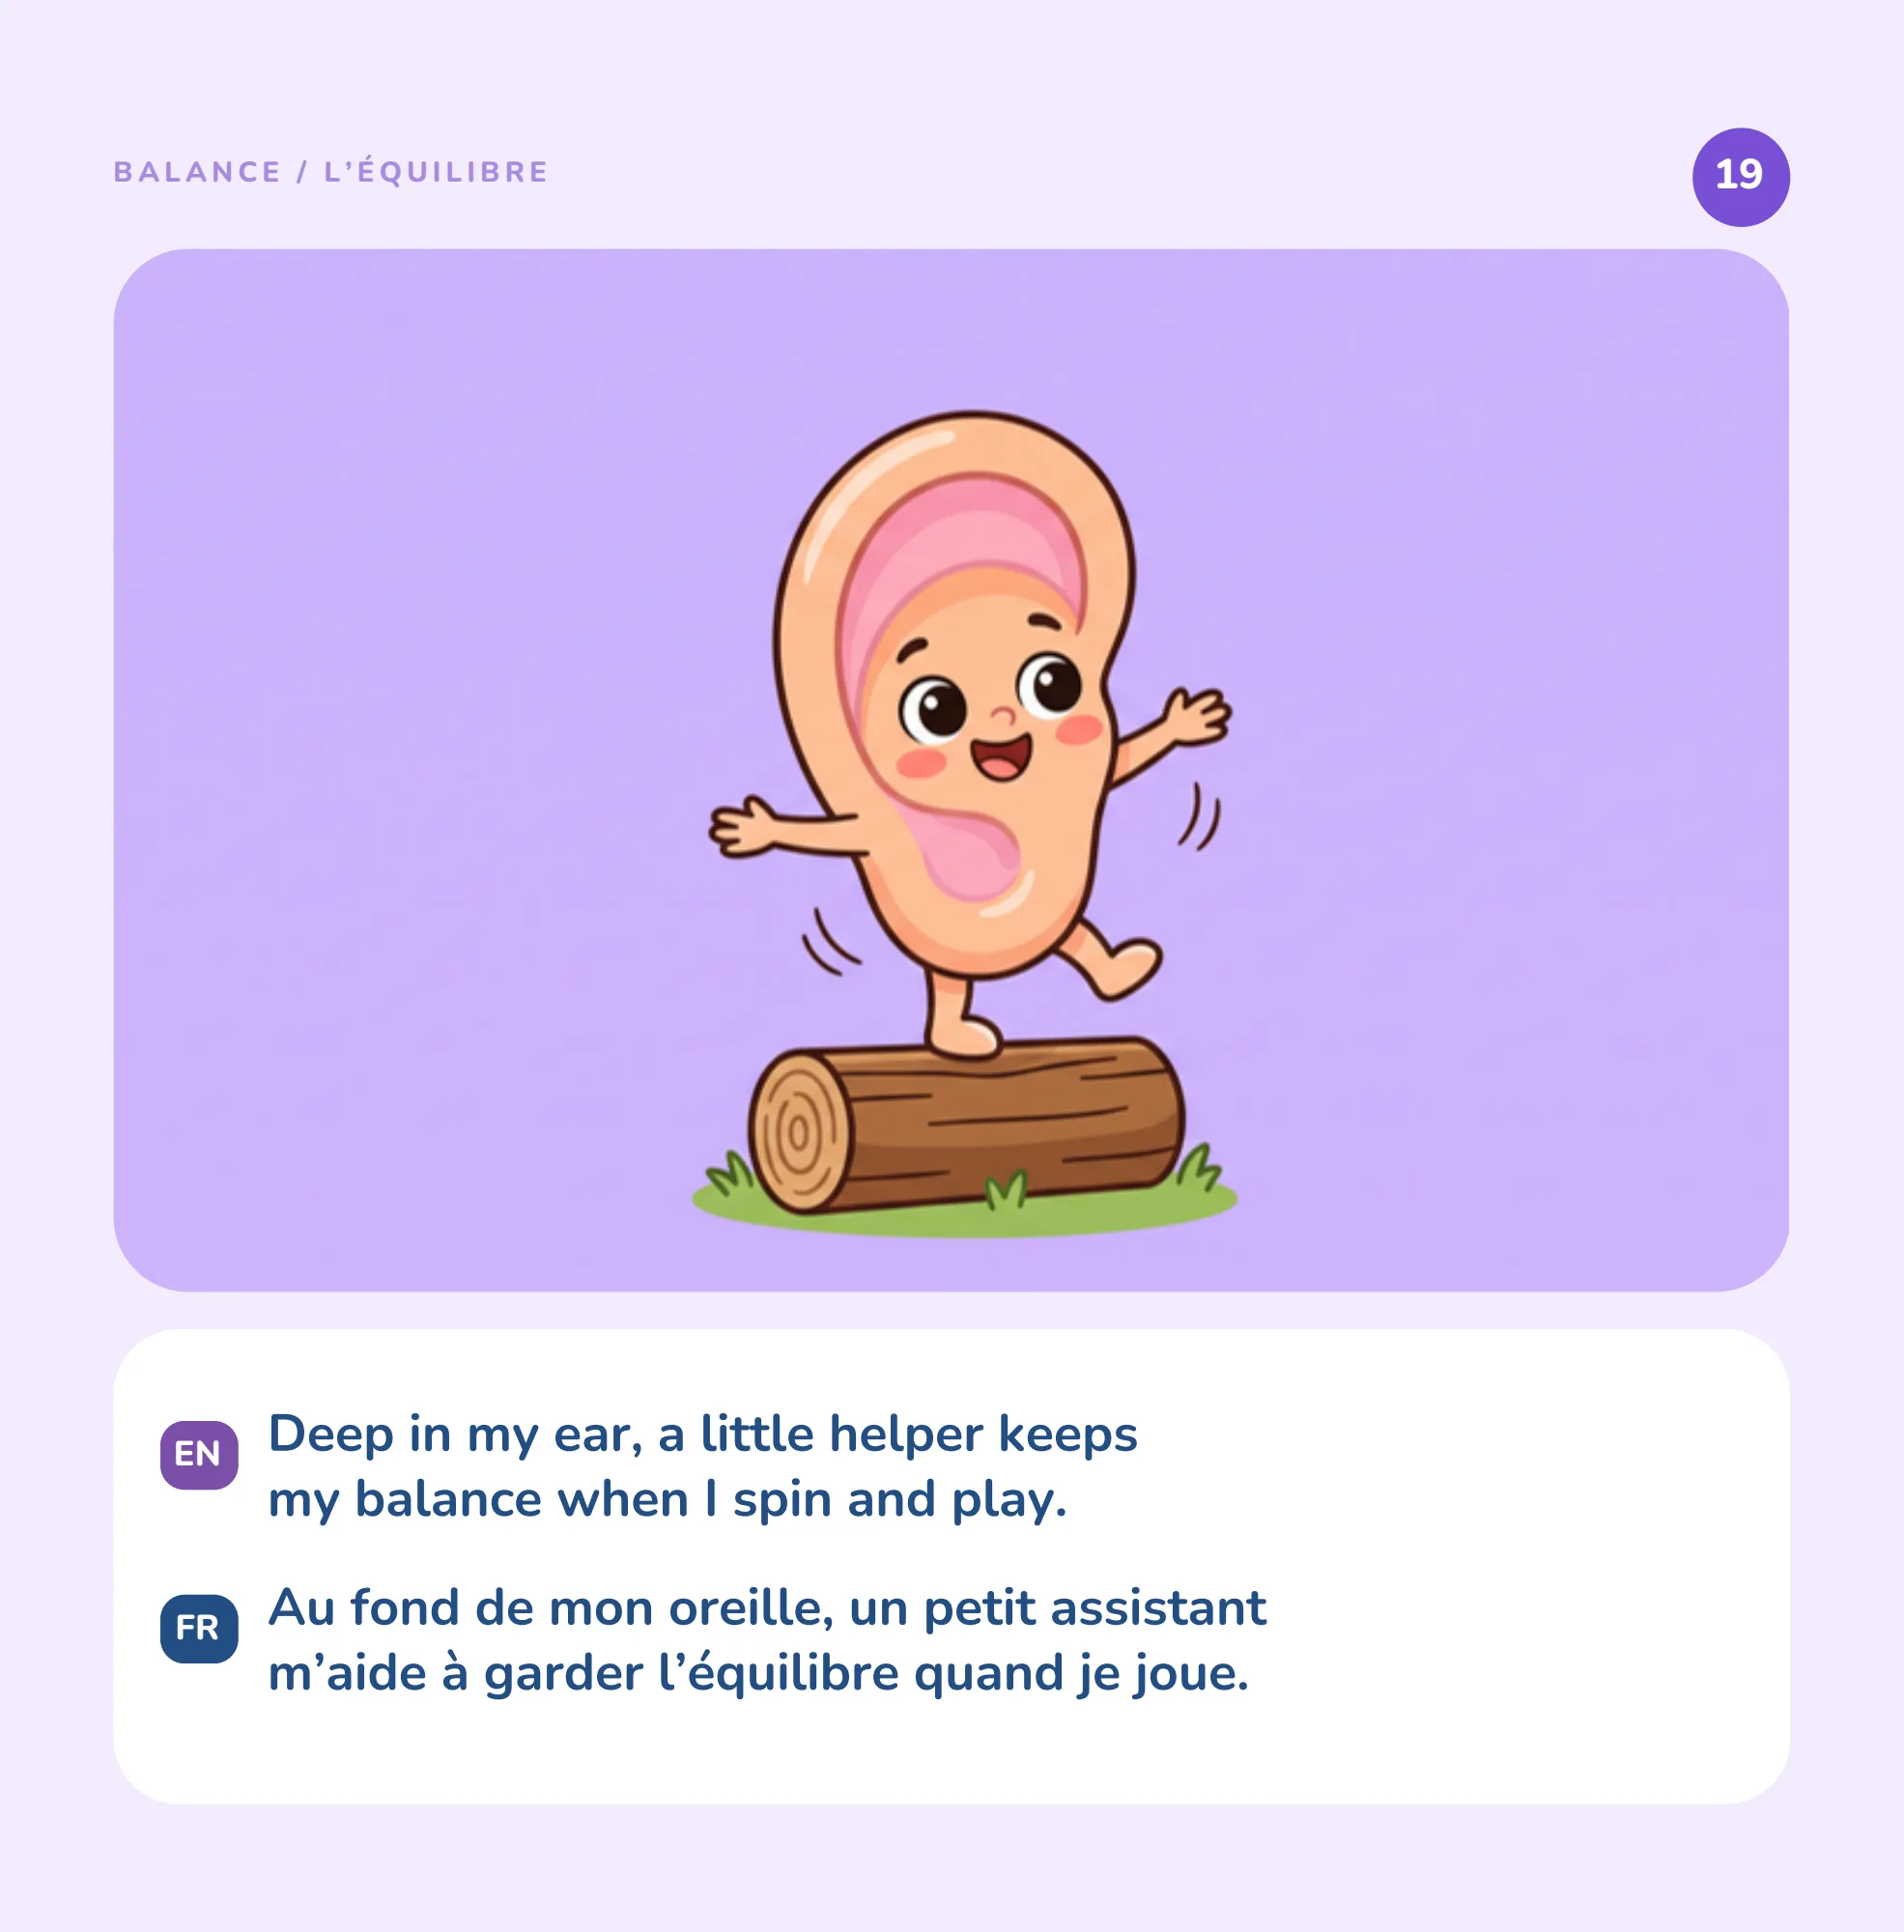 BALANCE / L’ÉQUILIBRE
19
EN
Deep in my ear, a little helper keeps
my balance when I spin and play.
FR
Au fond de mon oreille, un petit assistant
m’aide à garder l’équilibre quand je joue.